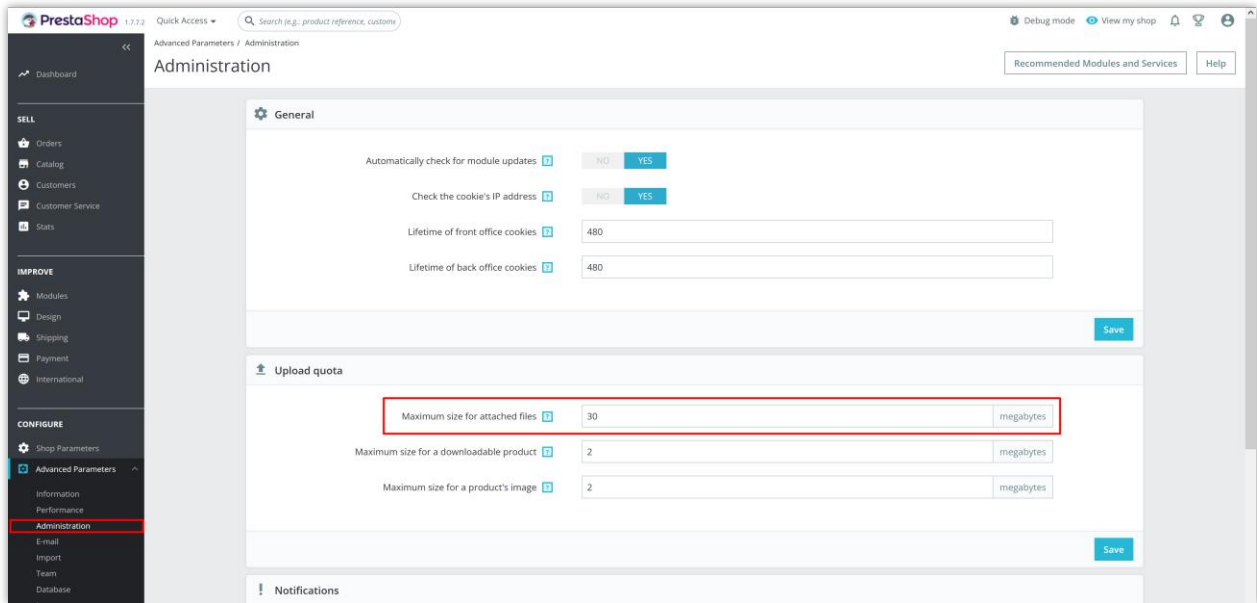 PrestaShop 1.7.7.2 Quick Access Search (e.g.: product reference, custome Debug mode View my shop
Advanced Parameters / Administration
Administration
Recommended Modules and Services Help
Dashboard
SELL
Orders
Catalog
Customers
Customer Service
Stats
IMPROVE
Modules
Design
Shipping
Payment
International
CONFIGURE
Shop Parameters
Advanced Parameters
Information
Performance
Administration
E-mail
Import
Team
Database
General
Automatically check for module updates ? NO YES
Check the cookie's IP address ? NO YES
Lifetime of front office cookies ? 480
Lifetime of back office cookies ? 480
Save
Upload quota
Maximum size for attached files ? 30 megabytes
Maximum size for a downloadable product ? 2 megabytes
Maximum size for a product's image ? 2 megabytes
Save
! Notifications